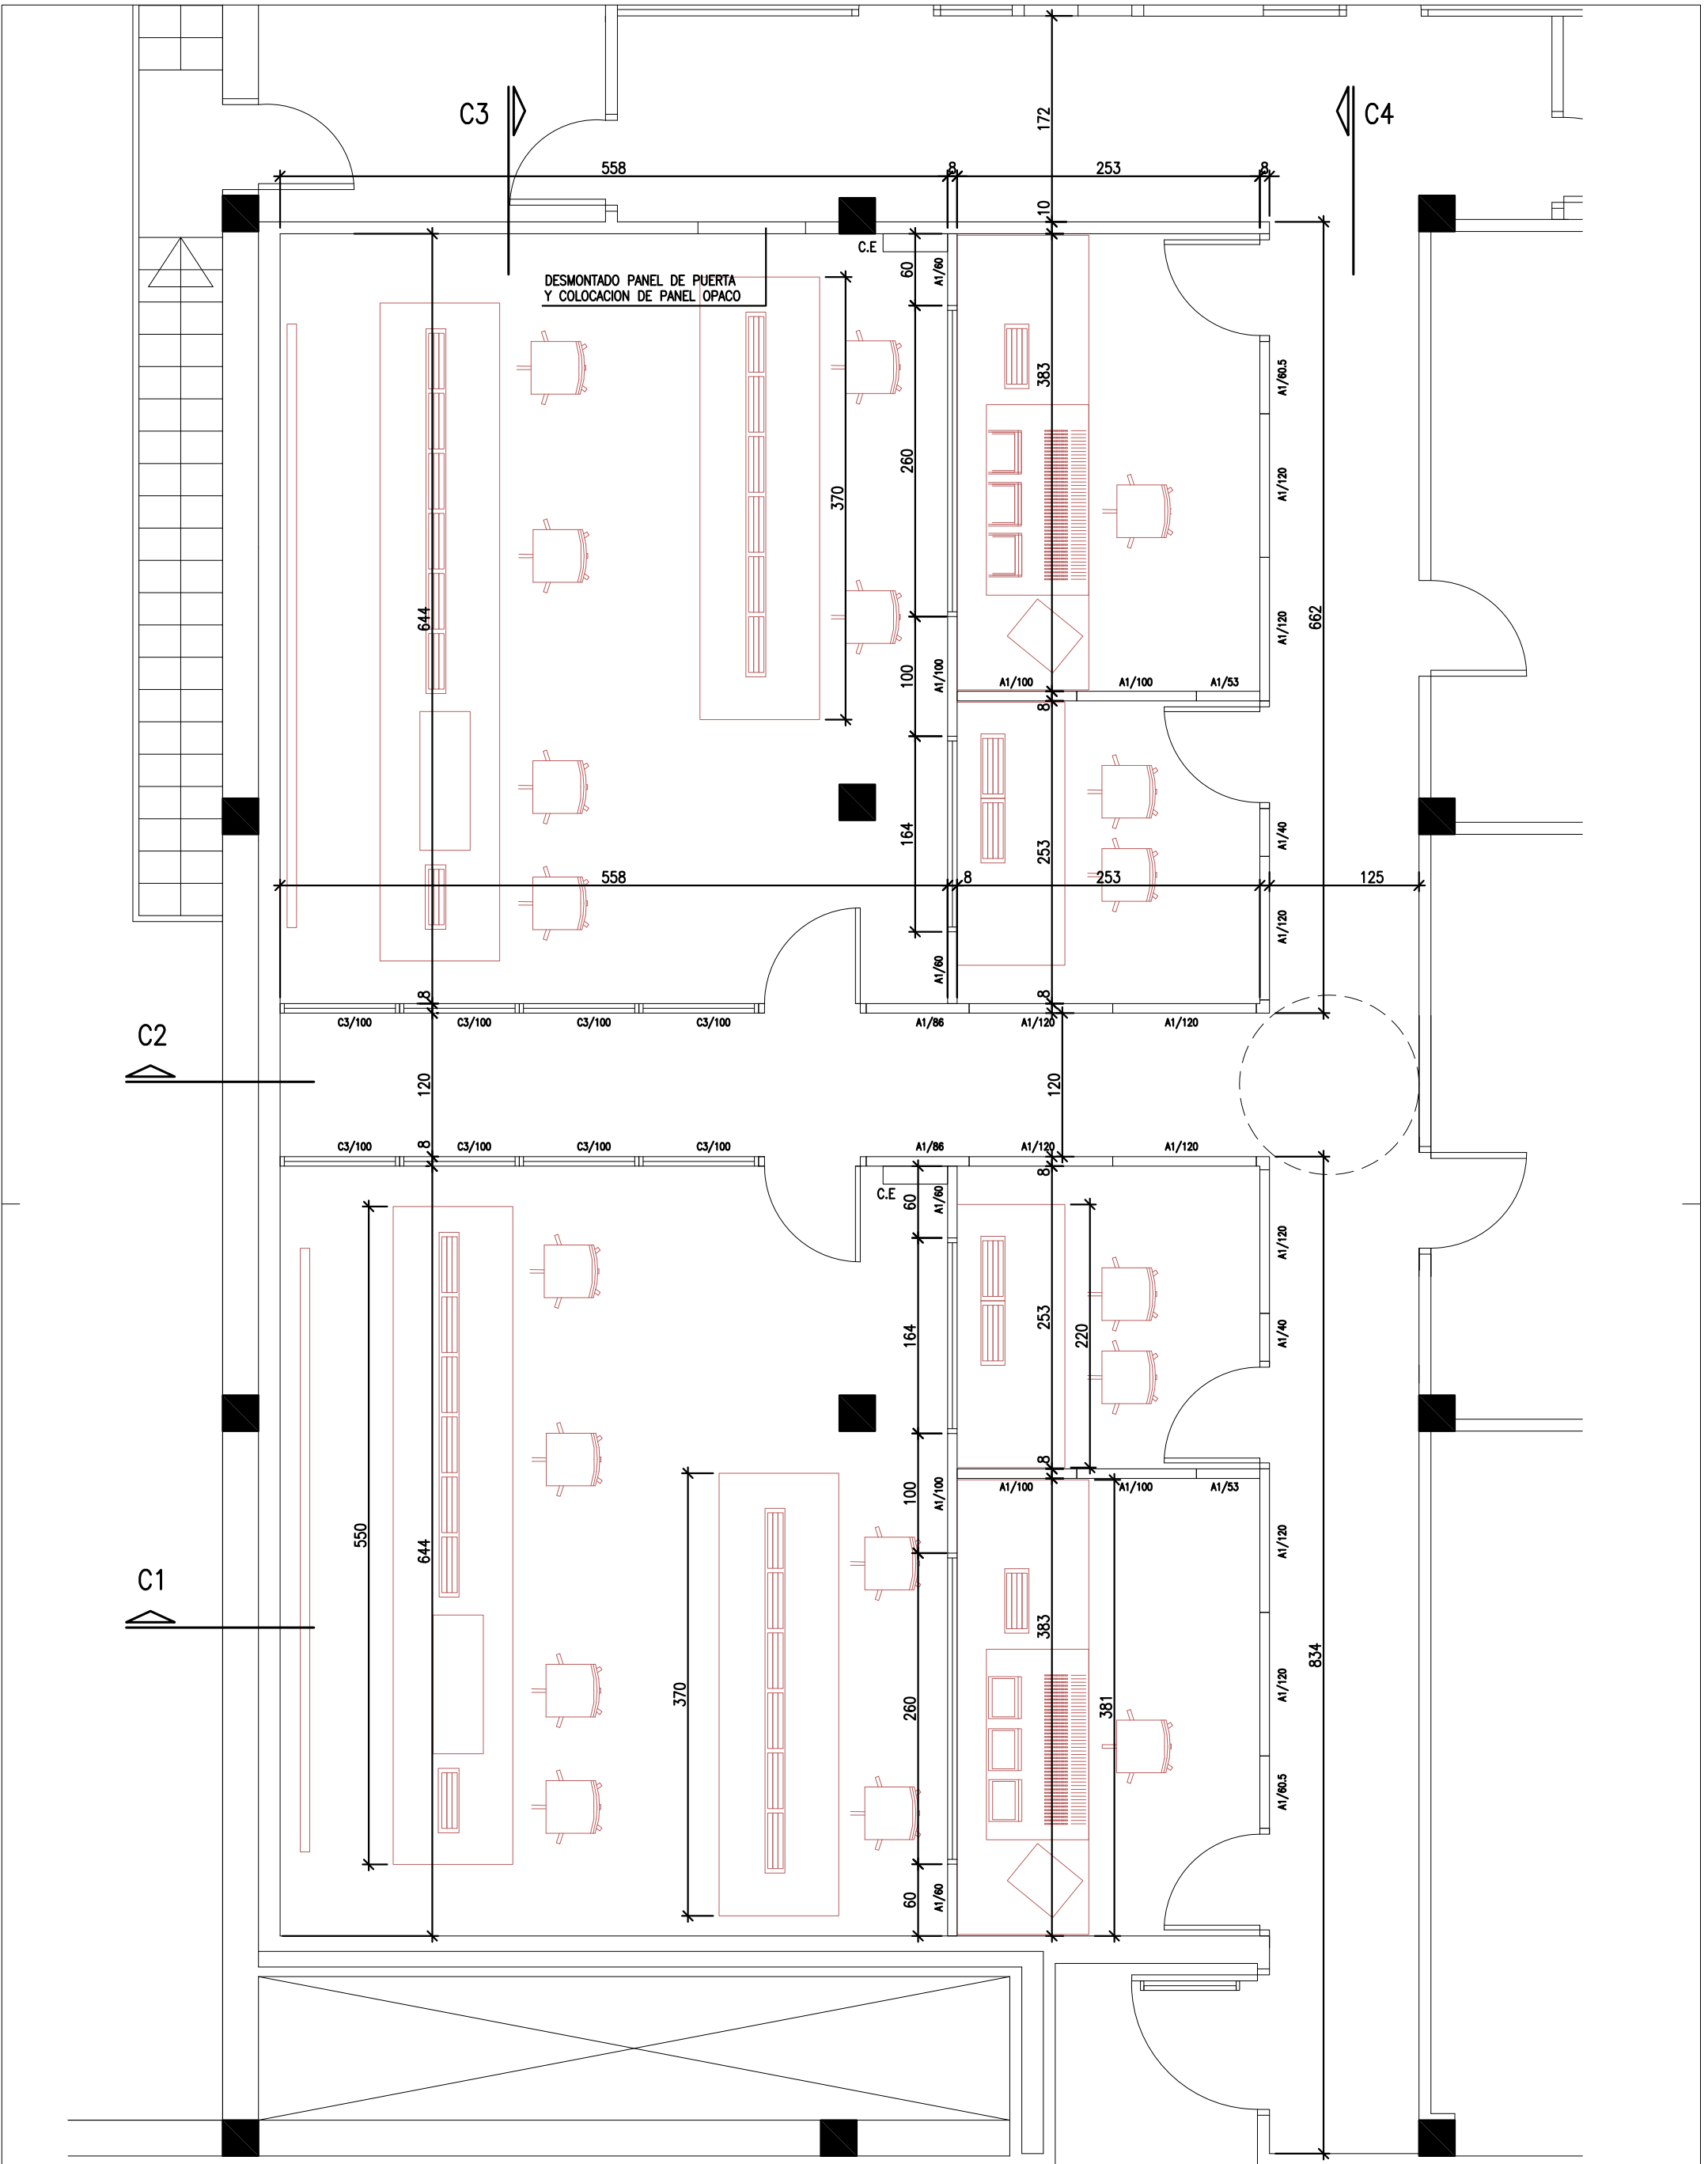 C3
C4
172
558
8
253
8
10
C.E
DESMONTADO PANEL DE PUERTA
Y COLOCACION DE PANEL OPACO
60
A1/60
383
A1/60.5
260
370
A1/120
644
662
A1/120
100
A1/100
A1/100
A1/100
A1/53
8
164
253
A1/40
558
8
253
125
A1/120
A1/60
8
8
C3/100
C3/100
C3/100
C3/100
A1/86
A1/120
A1/120
C2
120
120
C3/100
C3/100
C3/100
C3/100
8
A1/86
A1/120
A1/120
8
C.E
60
A1/60
A1/120
164
253
220
A1/40
8
A1/100
A1/100
A1/53
100
A1/100
550
644
A1/120
C1
383
834
370
260
381
A1/120
A1/60.5
60
A1/60